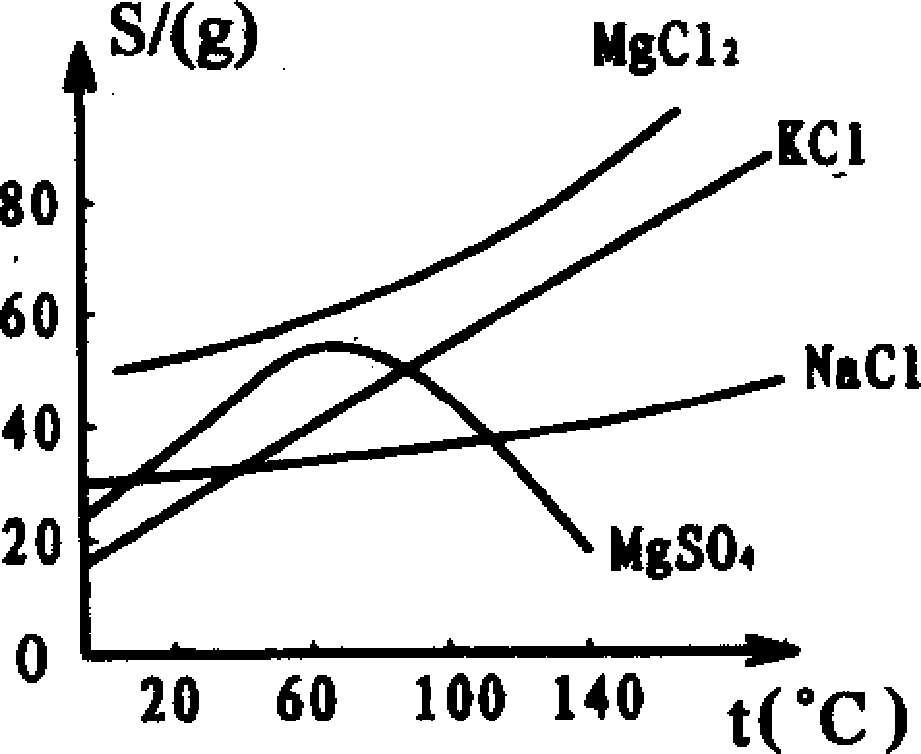 S/(g)
MgCl₂
KCl
80
60
NaCl
40
20
MgSO₄
0
20 60 100 140
t(°C)